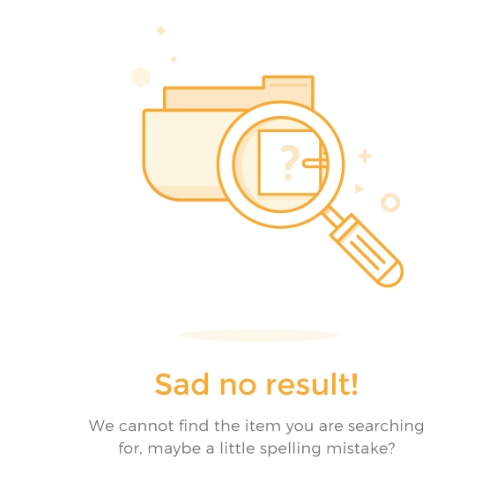 ?
Sad no result!
We cannot find the item you are searching
for, maybe a little spelling mistake?